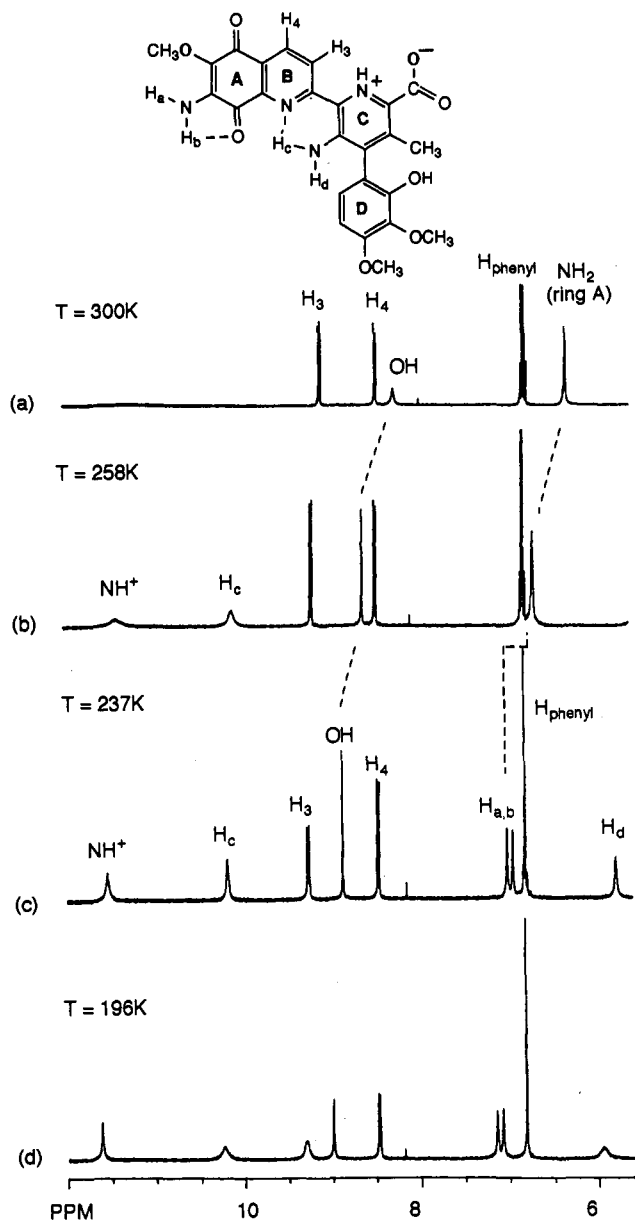 O H4
CH3O H3
A B NH+ O−
Ha N C C O
Hb O N Hc N CH3
Hd OH
D
OCH3
OCH3
Hphenyl NH2
(ring A)
T = 300K H3 H4
OH
(a)
T = 258K
NH+ Hc
(b)
T = 237K
Hphenyl
OH
H4
H3 Ha,b
NH+ Hc Hd
(c)
T = 196K
(d)
PPM 10 8 6